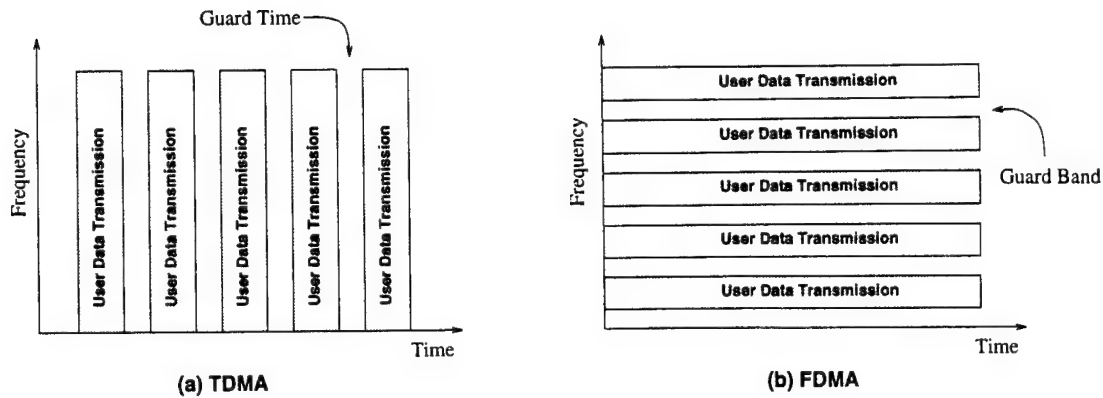 Guard Time
Frequency
User Data Transmission
User Data Transmission
User Data Transmission
User Data Transmission
User Data Transmission
Time
(a) TDMA
Frequency
User Data Transmission
User Data Transmission
User Data Transmission
User Data Transmission
User Data Transmission
Guard Band
Time
(b) FDMA